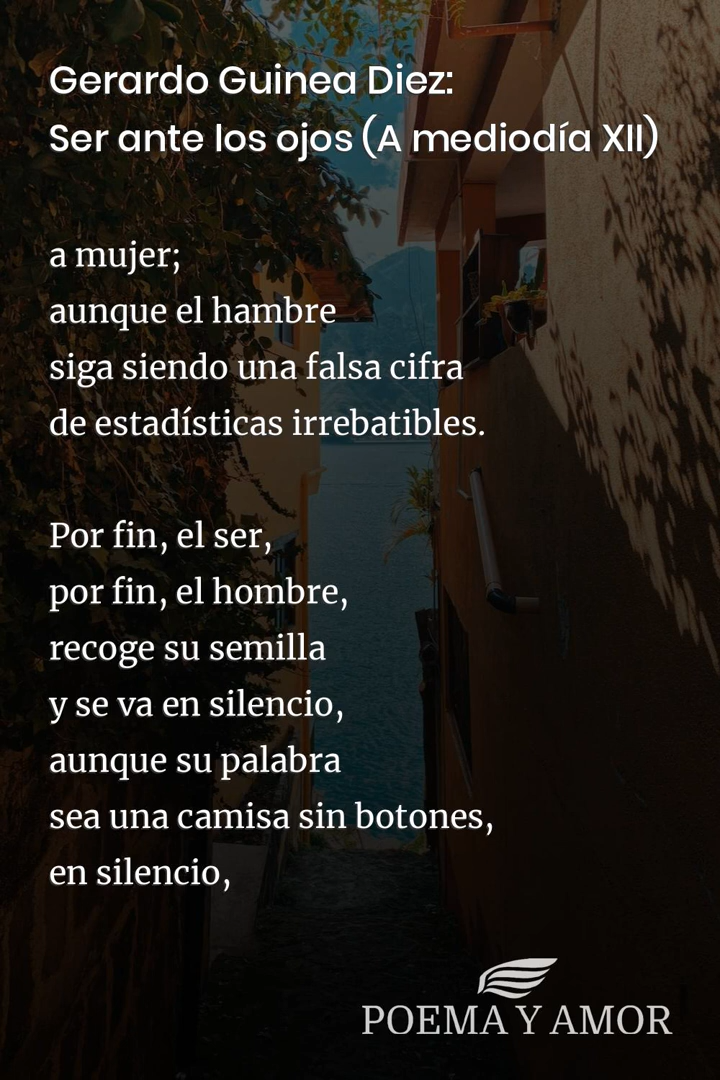 Gerardo Guinea Diez:
Ser ante los ojos (A mediodía XII)
a mujer;
aunque el hambre
siga siendo una falsa cifra
de estadísticas irrebatibles.
Por fin, el ser,
por fin, el hombre,
recoge su semilla
y se va en silencio,
aunque su palabra
sea una camisa sin botones,
en silencio,
POEMA Y AMOR